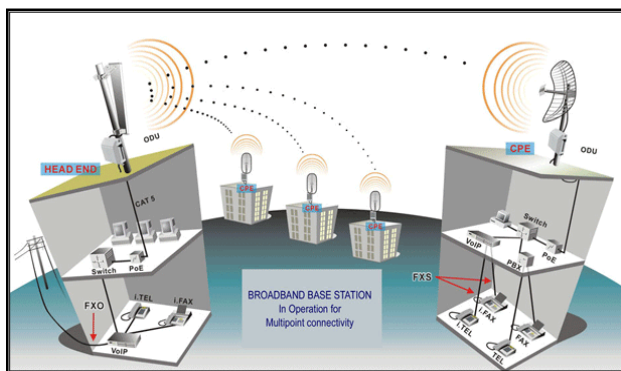 ODU
HEAD END
CAT 5
Switch
PoE
FXO
i.TEL
i.FAX
VoIP
CPE
CPE
CPE
BROADBAND BASE STATION
In Operation for
Multipoint connectivity
CPE
ODU
Switch
VoIP
PoE
PBX
FXS
i.FAX
i.TEL
FAX
TEL